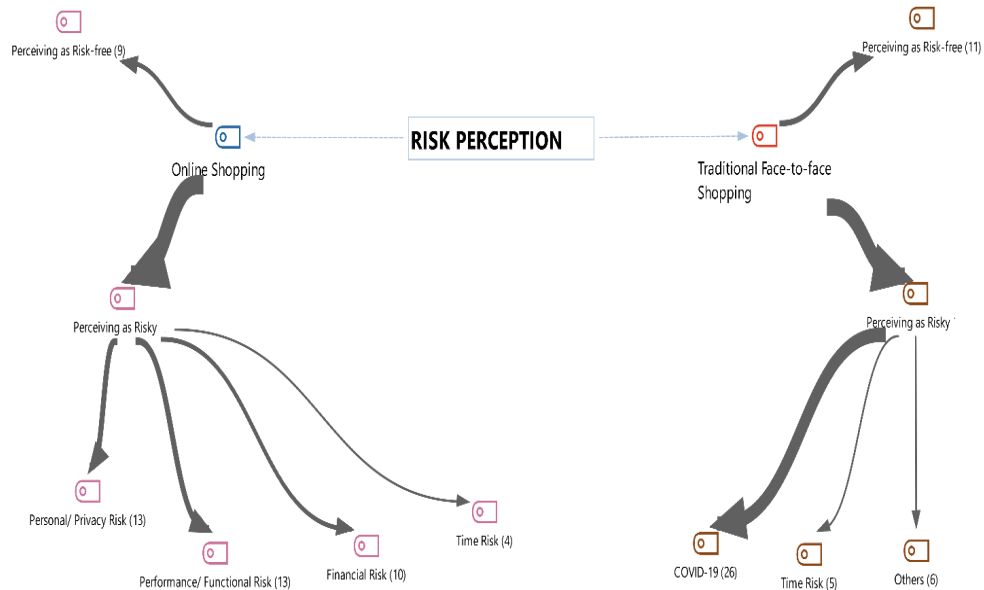 Perceiving as Risk-free (9)
Perceiving as Risk-free (11)
RISK PERCEPTION
Online Shopping
Traditional Face-to-face
Shopping
Perceiving as Risky
Perceiving as Risky
Personal/ Privacy Risk (13)
Performance/ Functional Risk (13)
Financial Risk (10)
Time Risk (4)
COVID-19 (26)
Time Risk (5)
Others (6)